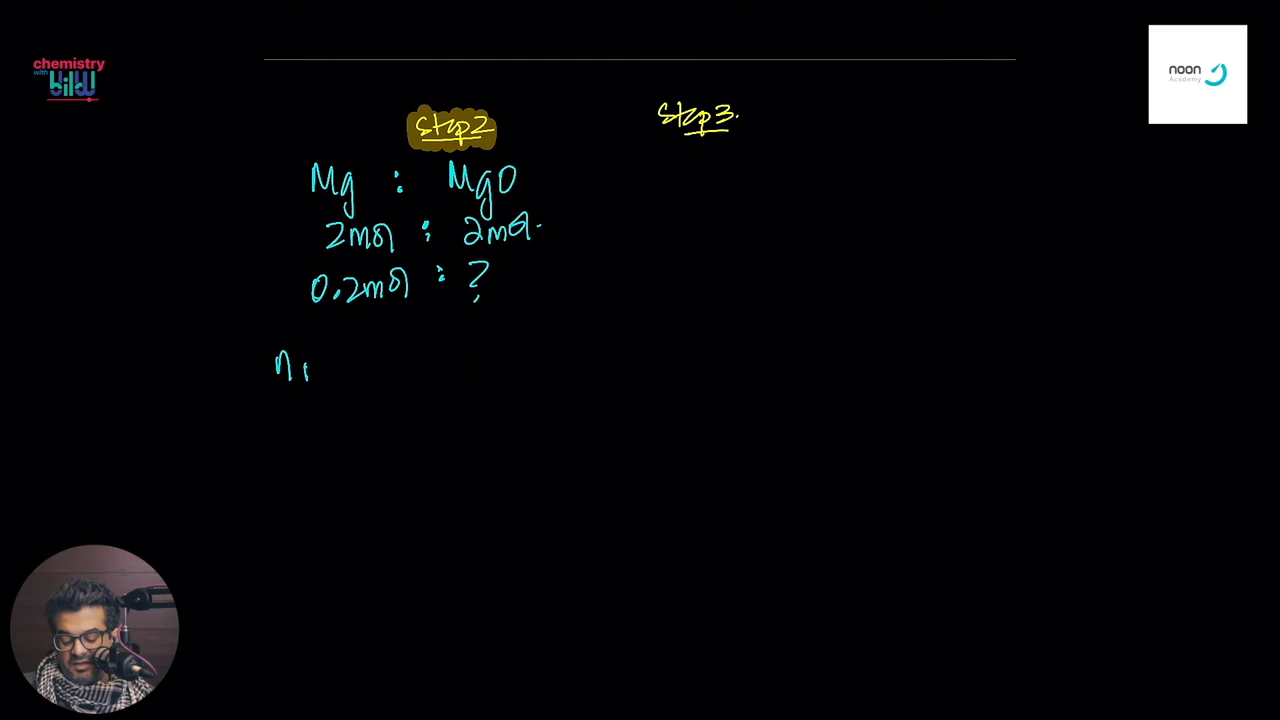 chemistry
with
bilal
noon
Academy
Step2
Step3.
Mg : MgO
2mol : 2mol.
0.2mol : ?
n